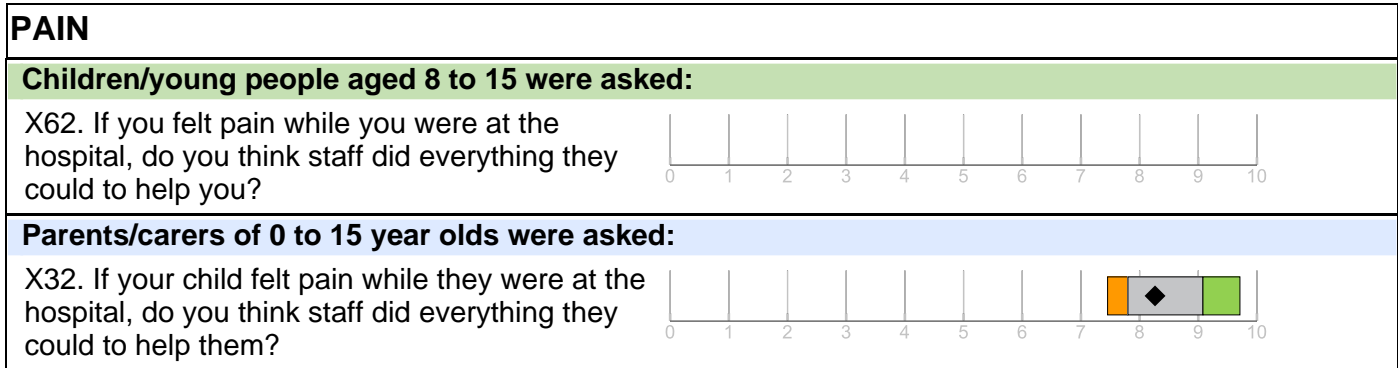 PAIN
Children/young people aged 8 to 15 were asked:
X62. If you felt pain while you were at the
hospital, do you think staff did everything they
could to help you?
0 1 2 3 4 5 6 7 8 9 10
Parents/carers of 0 to 15 year olds were asked:
X32. If your child felt pain while they were at the
hospital, do you think staff did everything they
could to help them?
0 1 2 3 4 5 6 7 8 9 10